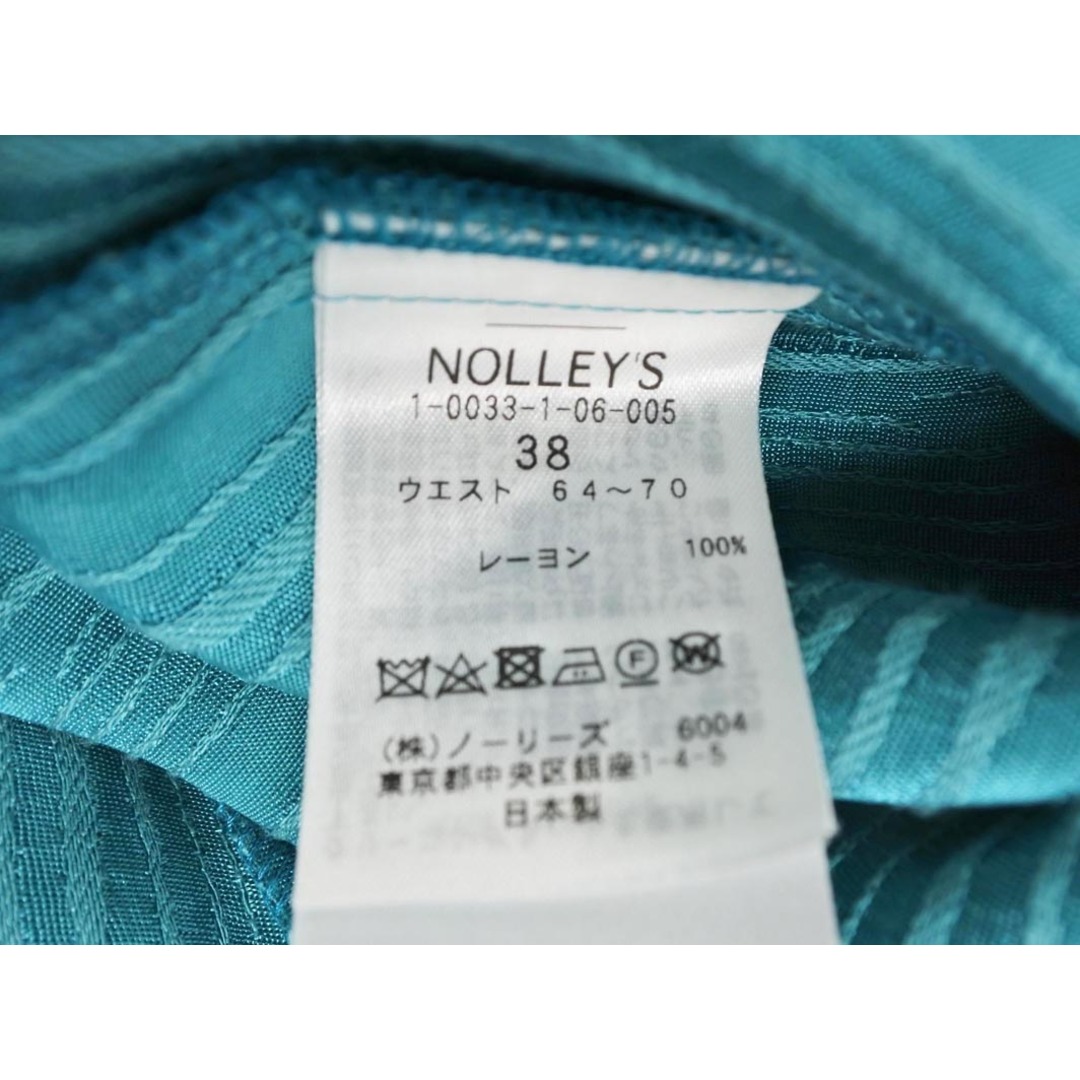 NOLLEY'S
1-0033-1-06-005
38
ウエスト 64～70
レーヨン 100%
F W
(株)ノーリーズ 6004
東京都中央区銀座1-4-5
日本製